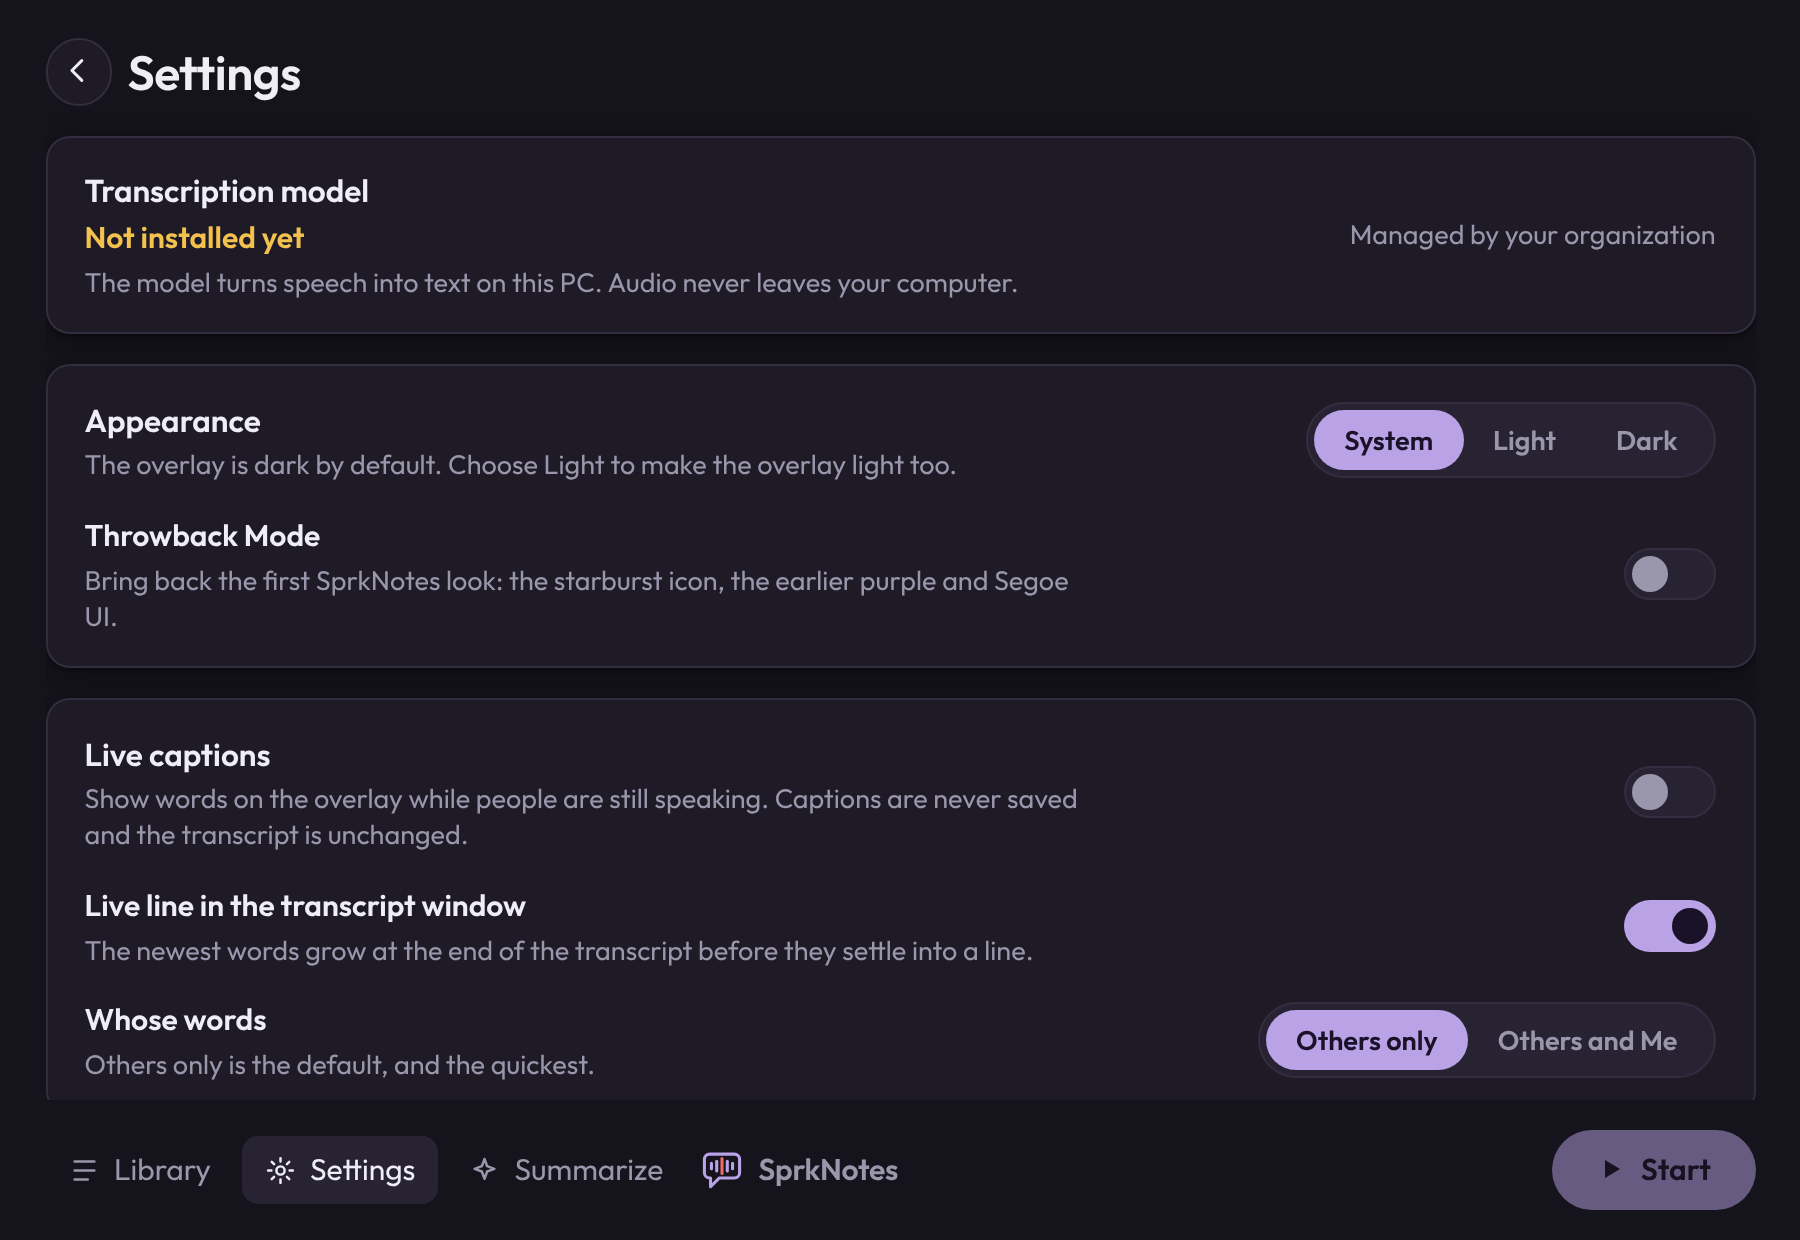 Settings
Transcription model
Not installed yet
Managed by your organization
The model turns speech into text on this PC. Audio never leaves your computer.
Appearance
The overlay is dark by default. Choose Light to make the overlay light too.
System Light Dark
Throwback Mode
Bring back the first SprkNotes look: the starburst icon, the earlier purple and Segoe
UI.
Live captions
Show words on the overlay while people are still speaking. Captions are never saved
and the transcript is unchanged.
Live line in the transcript window
The newest words grow at the end of the transcript before they settle into a line.
Whose words
Others only is the default, and the quickest.
Others only Others and Me
Library Settings Summarize SprkNotes Start